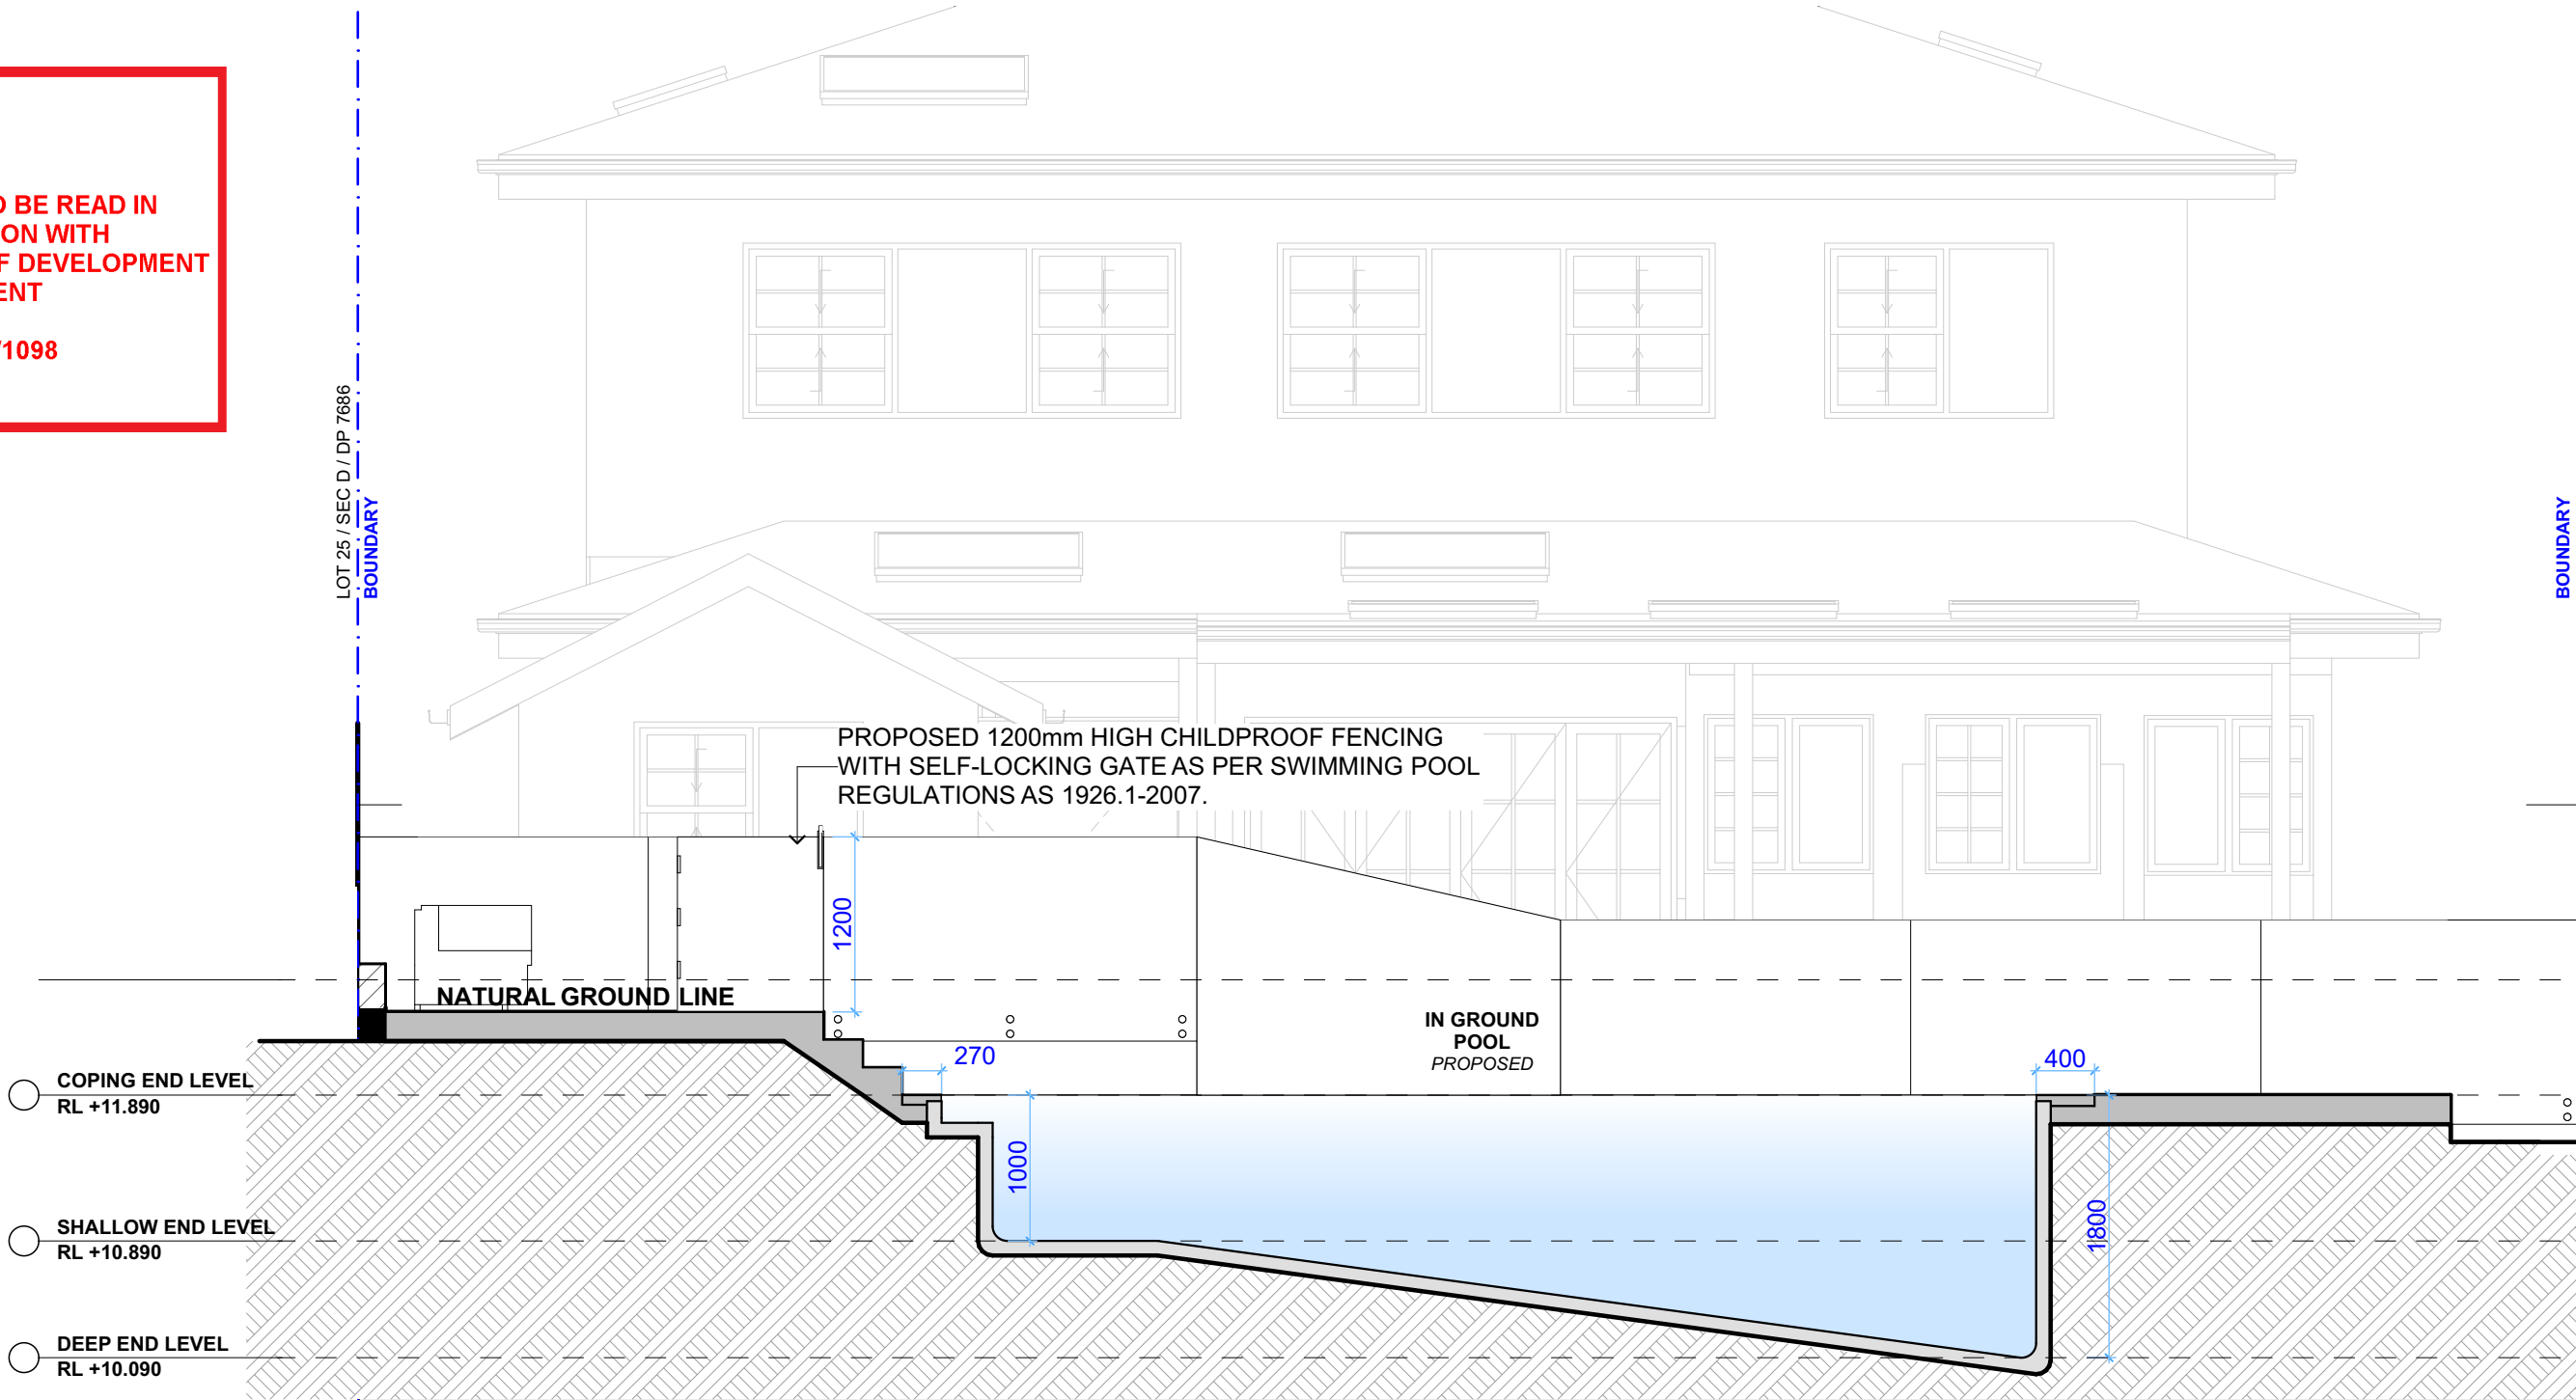 BE READ IN
WITH
DEVELOPMENT
1098
LOT 25 / SEC D / DP 7686
BOUNDARY
BOUNDARY
PROPOSED 1200mm HIGH CHILDPROOF FENCING
WITH SELF-LOCKING GATE AS PER SWIMMING POOL
REGULATIONS AS 1926.1-2007.
1200
NATURAL GROUND LINE
IN GROUND
POOL
PROPOSED
270
400
COPING END LEVEL
RL +11.890
1000
1800
SHALLOW END LEVEL
RL +10.890
DEEP END LEVEL
RL +10.090